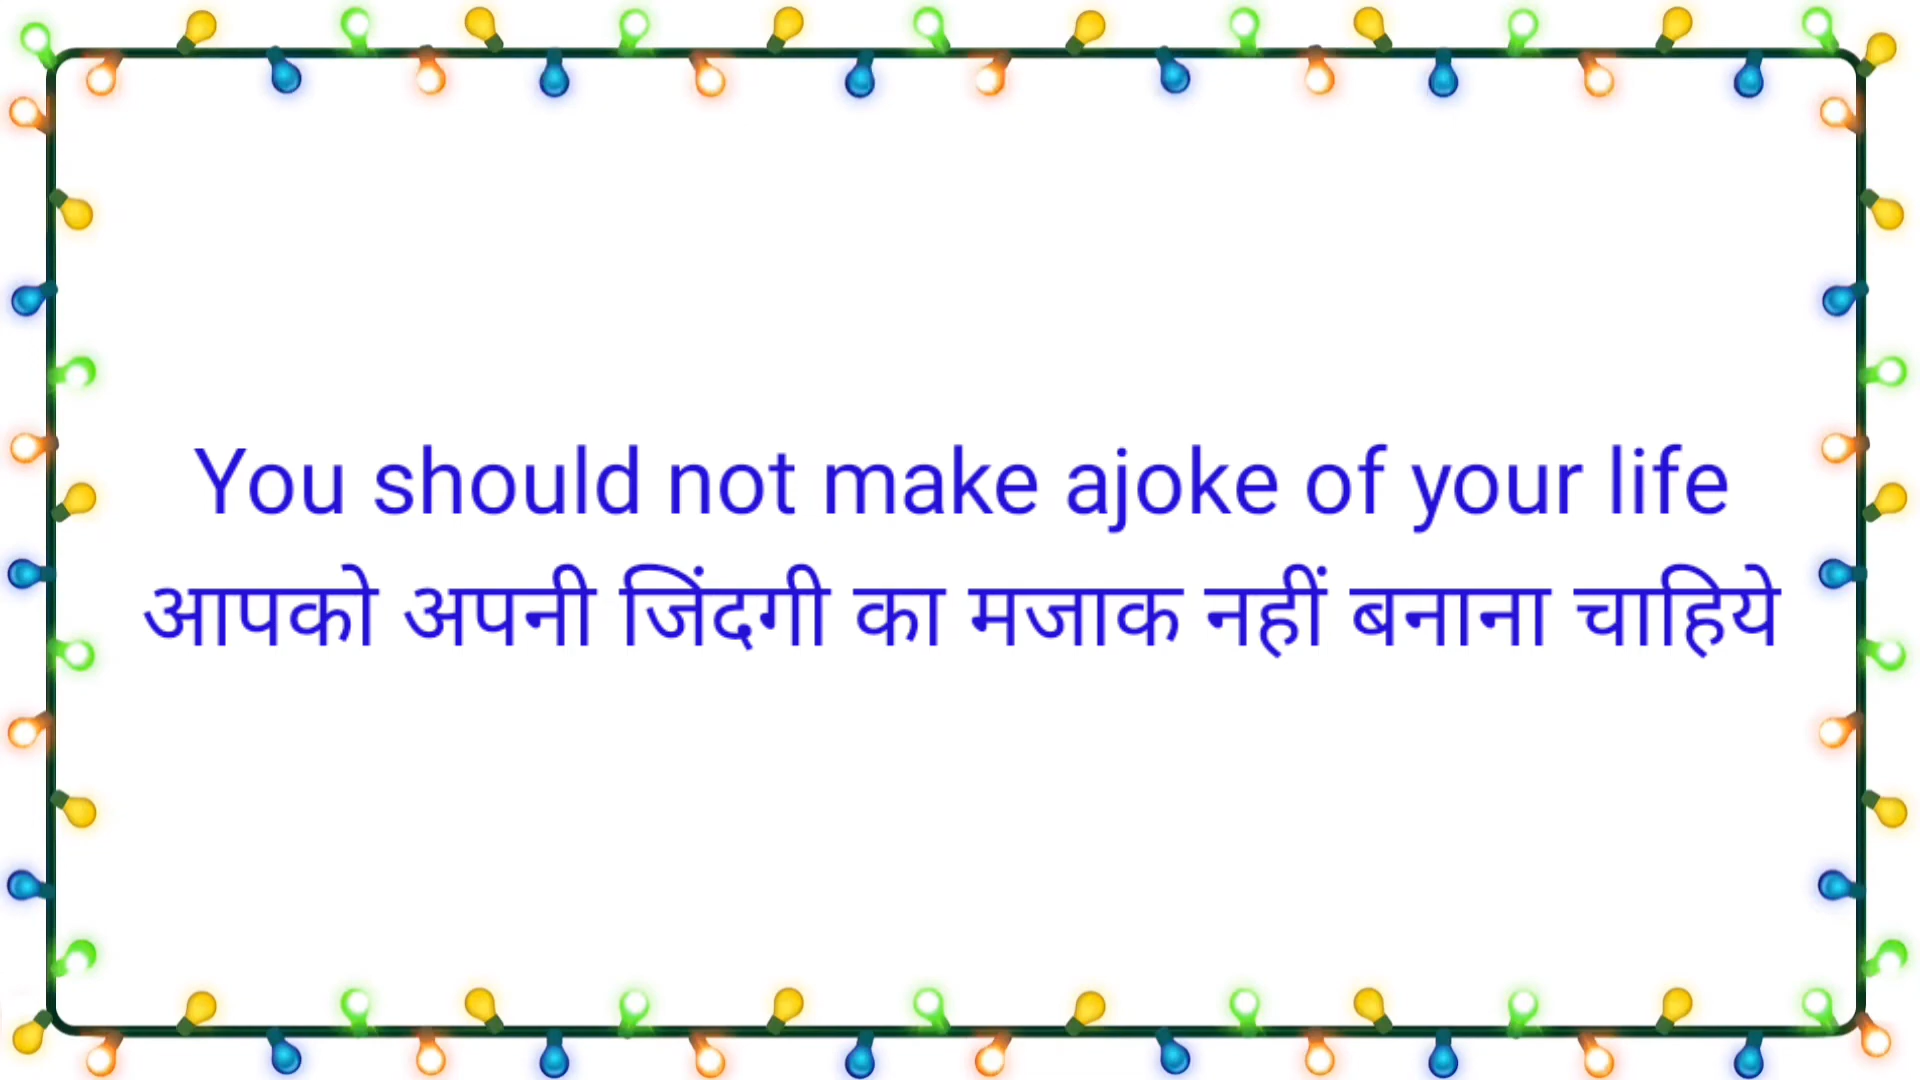 You should not make ajoke of your life
आपको अपनी जिंदगी का मजाक नहीं बनाना चाहिये